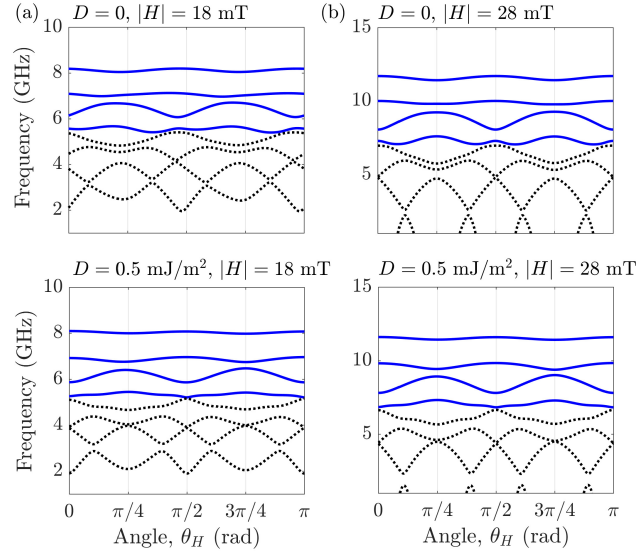 (a) D = 0, |H| = 18 mT
10
8
6
4
2
Frequency (GHz)
(b) D = 0, |H| = 28 mT
15
10
5
D = 0.5 mJ/m², |H| = 18 mT
10
8
6
4
2
Frequency (GHz)
0 π/4 π/2 3π/4 π
Angle, θ_H (rad)
D = 0.5 mJ/m², |H| = 28 mT
15
10
5
0 π/4 π/2 3π/4 π
Angle, θ_H (rad)